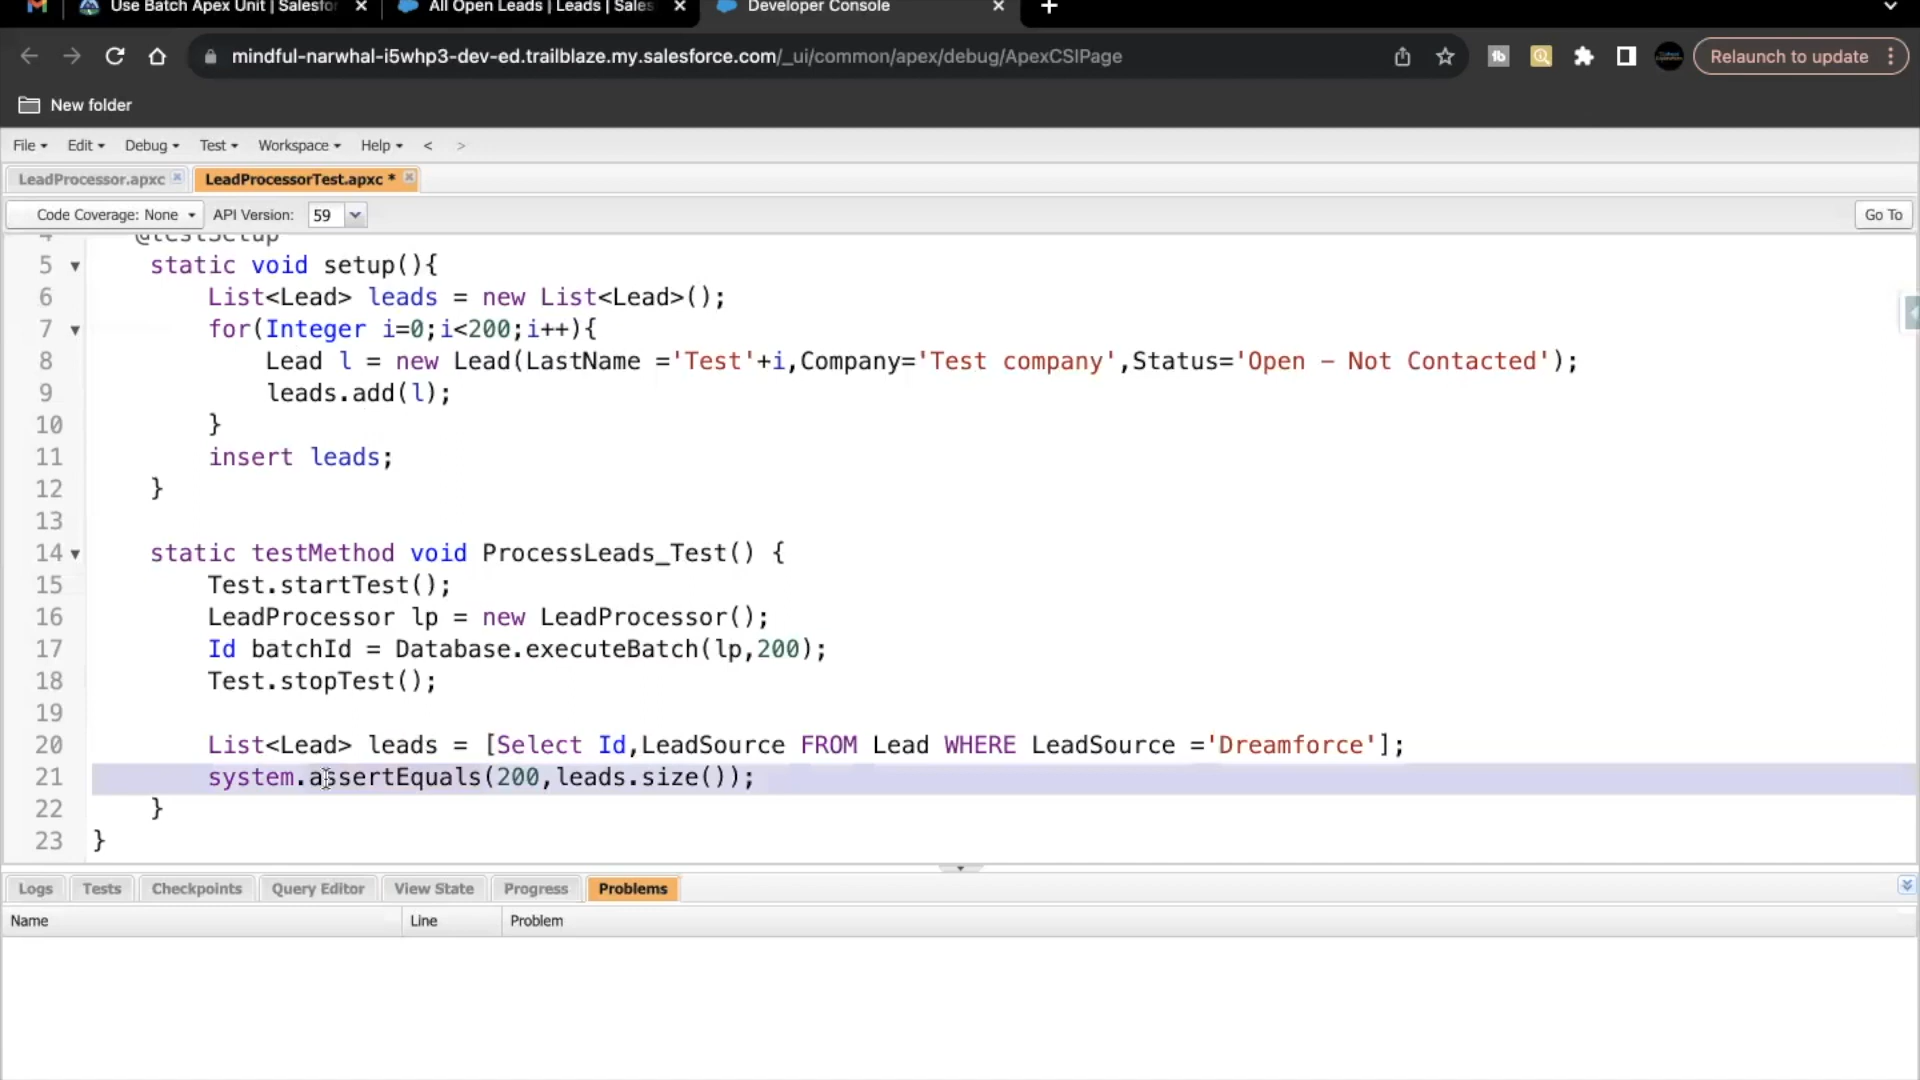 Use Batch Apex Unit | Salesfor
All Open Leads | Leads | Sales
Developer Console
mindful-narwhal-i5whp3-dev-ed.trailblaze.my.salesforce.com/_ui/common/apex/debug/ApexCSIPage
Relaunch to update
New folder
File Edit Debug Test Workspace Help < >
LeadProcessor.apxc LeadProcessorTest.apxc *
Code Coverage: None API Version: 59 Go To
4 @testSetup
5 static void setup(){
6 List<Lead> leads = new List<Lead>();
7 for(Integer i=0;i<200;i++){
8 Lead l = new Lead(LastName ='Test'+i,Company='Test company',Status='Open - Not Contacted');
9 leads.add(l);
10 }
11 insert leads;
12 }
13
14 static testMethod void ProcessLeads_Test() {
15 Test.startTest();
16 LeadProcessor lp = new LeadProcessor();
17 Id batchId = Database.executeBatch(lp,200);
18 Test.stopTest();
19
20 List<Lead> leads = [Select Id,LeadSource FROM Lead WHERE LeadSource ='Dreamforce'];
21 system.assertEquals(200,leads.size());
22 }
23 }
Logs Tests Checkpoints Query Editor View State Progress Problems
Name Line Problem